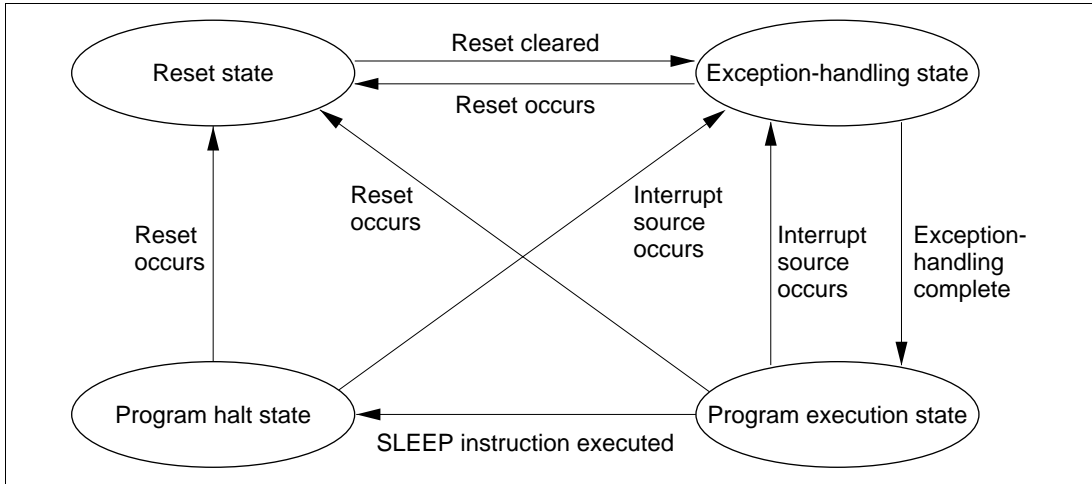 Reset cleared
Reset state
Exception-handling state
Reset occurs
Reset
occurs
Reset
occurs
Interrupt
source
occurs
Interrupt
source
occurs
Exception-
handling
complete
Program halt state
Program execution state
SLEEP instruction executed